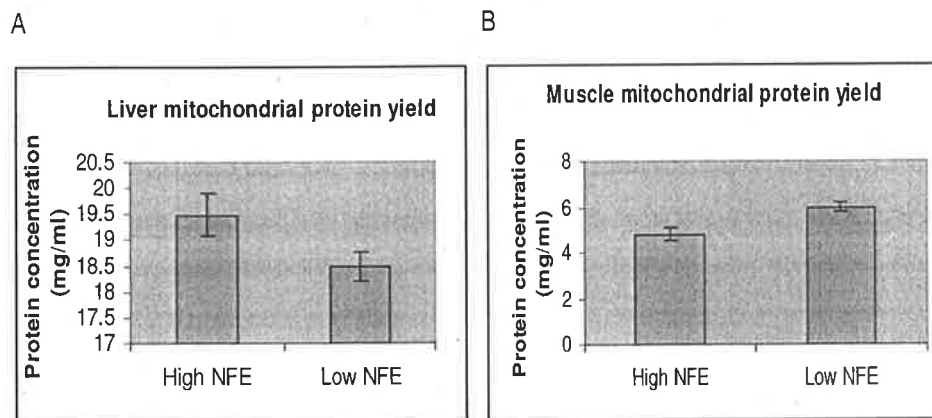 A
B
Liver mitochondrial protein yield
Protein concentration
(mg/ml)
20.5
20
19.5
19
18.5
18
17.5
17
High NFE
Low NFE
Muscle mitochondrial protein yield
Protein concentration
(mg/ml)
8
6
4
2
0
High NFE
Low NFE